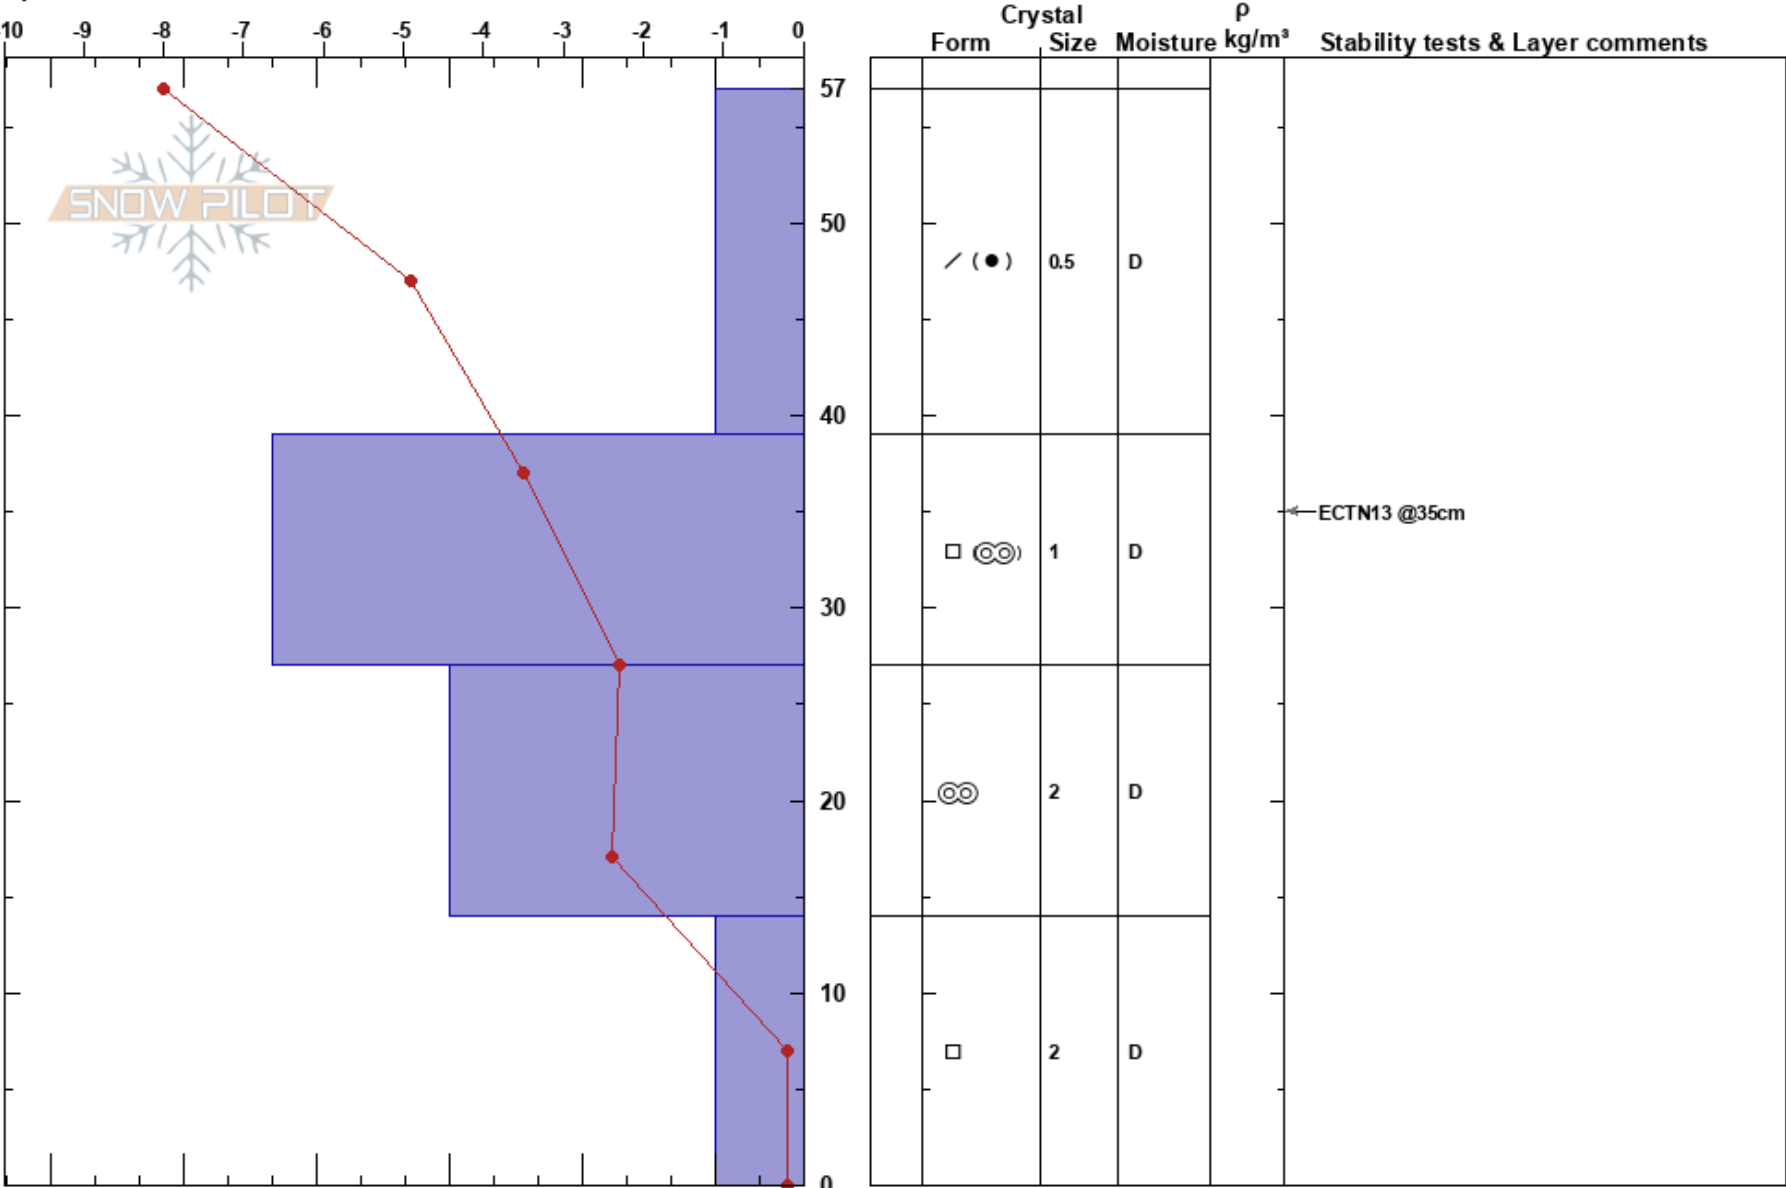 Crystal ρ
-10 -9 -8 -7 -6 -5 -4 -3 -2 -1 0 Form Size Moisture kg/m³ Stability tests & Layer comments
57
SNOW PILOT
50
0.5 D
40
ECTN13 @35cm
1 D
30
2 D
20
10
2 D
0